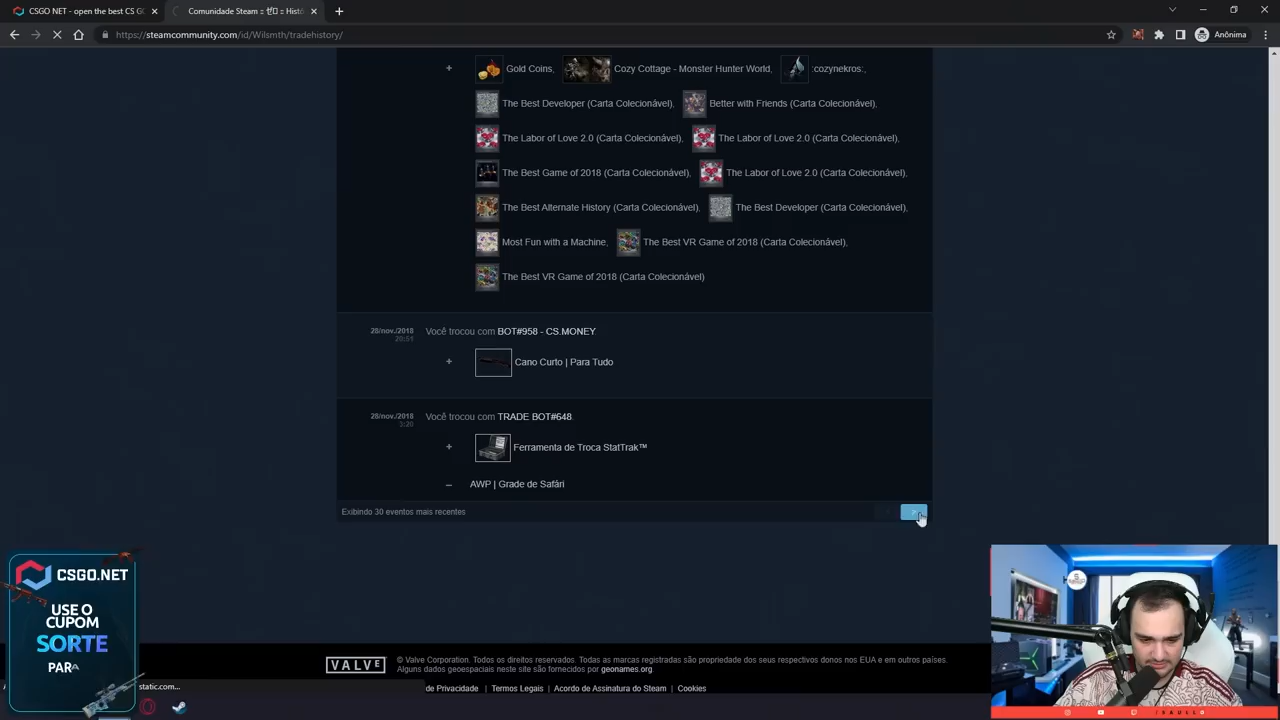 CSGO NET - open the best CS GO
Comunidade Steam :: ゼロ :: Histó
https://steamcommunity.com/id/Wilsmth/tradehistory/
Anônima
+ Gold Coins, Cozy Cottage - Monster Hunter World, :cozynekros:,
The Best Developer (Carta Colecionável), Better with Friends (Carta Colecionável),
The Labor of Love 2.0 (Carta Colecionável), The Labor of Love 2.0 (Carta Colecionável),
The Best Game of 2018 (Carta Colecionável), The Labor of Love 2.0 (Carta Colecionável),
The Best Alternate History (Carta Colecionável), The Best Developer (Carta Colecionável),
Most Fun with a Machine, The Best VR Game of 2018 (Carta Colecionável),
The Best VR Game of 2018 (Carta Colecionável)
28/nov./2018 Você trocou com BOT#958 - CS.MONEY.
20:51
+ Cano Curto | Para Tudo
28/nov./2018 Você trocou com TRADE BOT#648.
3:20
+ Ferramenta de Troca StatTrak™
– AWP | Grade de Safári
Exibindo 30 eventos mais recentes
CSGO.NET
USE O
CUPOM
SORTE
PARA
VALVE
© Valve Corporation. Todos os direitos reservados. Todas as marcas registradas são propriedade dos seus respectivos donos nos EUA e em outros países.
Alguns dados geoespaciais neste site são fornecidos por geonames.org.
static.com...
de Privacidade | Termos Legais | Acordo de Assinatura do Steam | Cookies